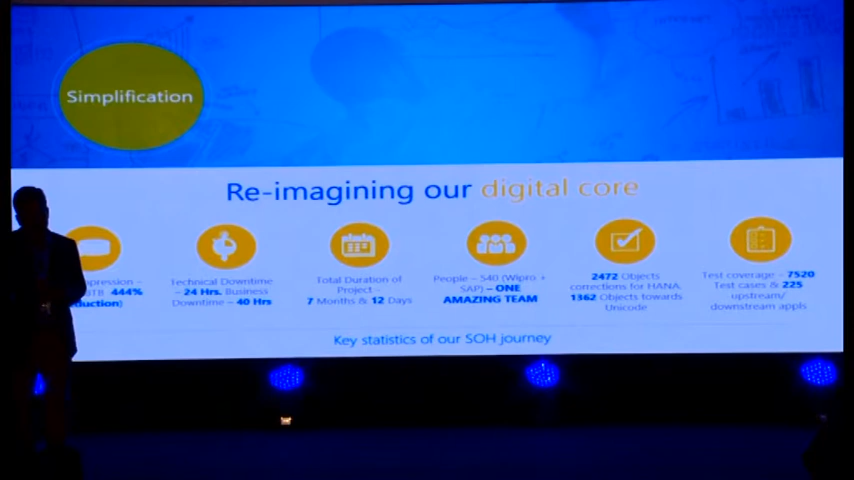 Simplification
Re-imagining our digital core
pression –
TB 444%
duction)
Technical Downtime
– 24 Hrs. Business
Downtime – 40 Hrs
Total Duration of
Project –
7 Months & 12 Days
People – 540 (Wipro +
SAP) – ONE
AMAZING TEAM
2472 Objects
corrections for HANA.
1362 Objects towards
Unicode
Test coverage - 7520
Test cases & 225
upstream/
downstream appls
Key statistics of our SOH journey